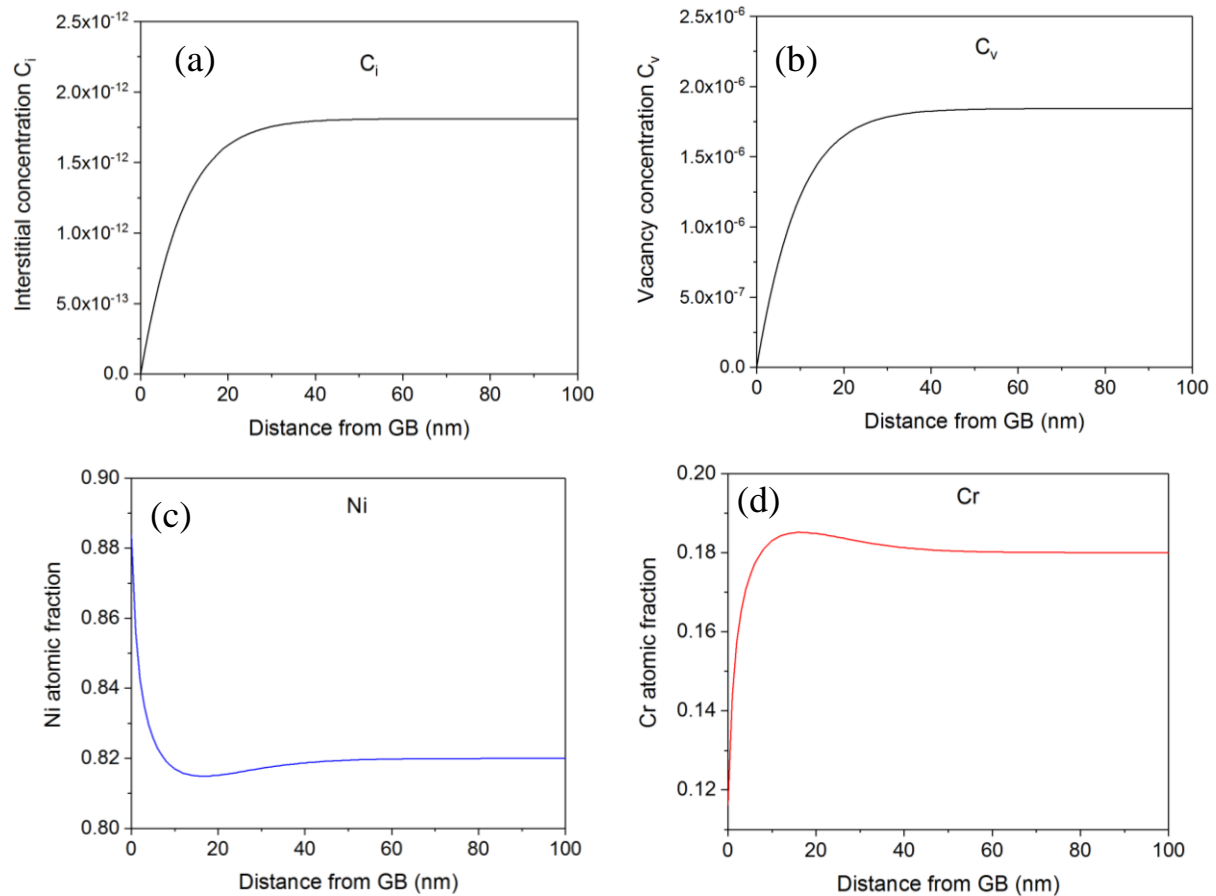 (a)
C_i
Interstitial concentration C_i
2.5x10^-12
2.0x10^-12
1.5x10^-12
1.0x10^-12
5.0x10^-13
0.0
0 20 40 60 80 100
Distance from GB (nm)
(b)
C_v
Vacancy concentration C_v
2.5x10^-6
2.0x10^-6
1.5x10^-6
1.0x10^-6
5.0x10^-7
0.0
0 20 40 60 80 100
Distance from GB (nm)
(c)
Ni
Ni atomic fraction
0.90
0.88
0.86
0.84
0.82
0.80
0 20 40 60 80 100
Distance from GB (nm)
(d)
Cr
Cr atomic fraction
0.20
0.18
0.16
0.14
0.12
0 20 40 60 80 100
Distance from GB (nm)